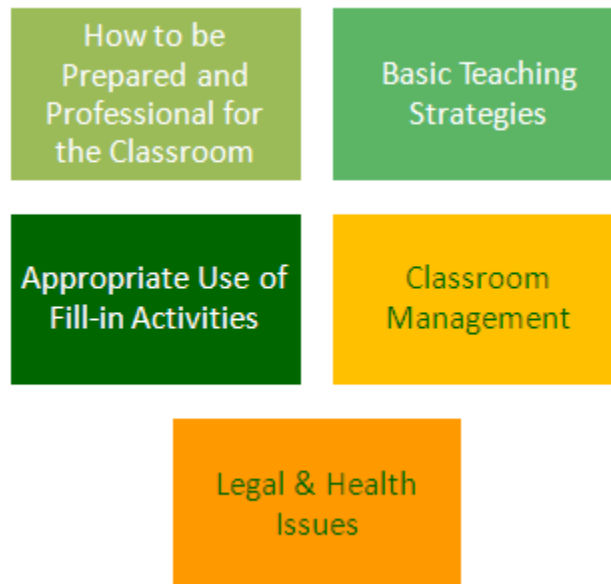 How to be
Prepared and
Professional for
the Classroom
Basic Teaching
Strategies
Appropriate Use of
Fill-in Activities
Classroom
Management
Legal & Health
Issues